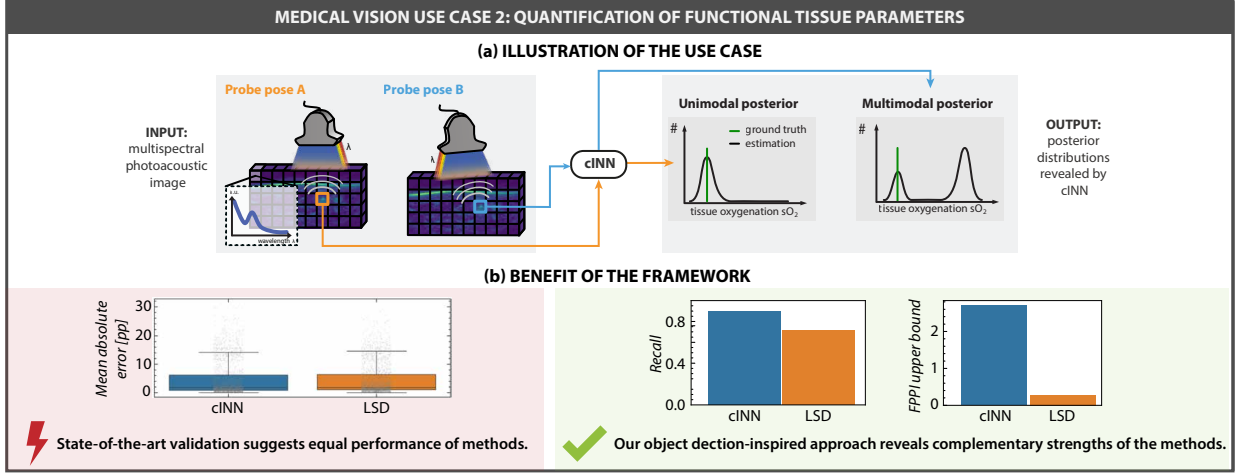 MEDICAL VISION USE CASE 2: QUANTIFICATION OF FUNCTIONAL TISSUE PARAMETERS
(a) ILLUSTRATION OF THE USE CASE
INPUT:
multispectral
photoacoustic
image
Probe pose A
Probe pose B
λ
λ
a.u.
wavelength λ
cINN
Unimodal posterior
#
ground truth
estimation
tissue oxygenation sO₂
Multimodal posterior
#
tissue oxygenation sO₂
OUTPUT:
posterior
distributions
revealed by
cINN
(b) BENEFIT OF THE FRAMEWORK
Mean absolute
error [pp]
30
20
10
0
cINN
LSD
State-of-the-art validation suggests equal performance of methods.
Recall
0.8
0.4
0.0
cINN
LSD
FPPI upper bound
2
1
0
cINN
LSD
Our object dection-inspired approach reveals complementary strengths of the methods.